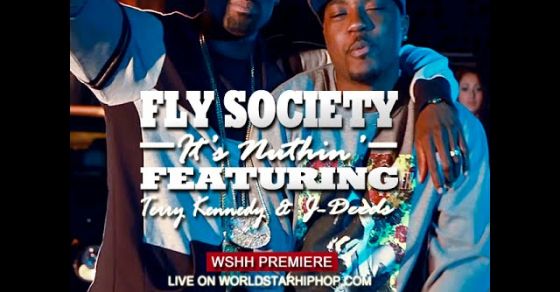 FLY SOCIETY
It's Nuthin'
FEATURING
Terry Kennedy & J-Deeds
WSHH PREMIERE
LIVE ON WORLDSTARHIPHOP.COM